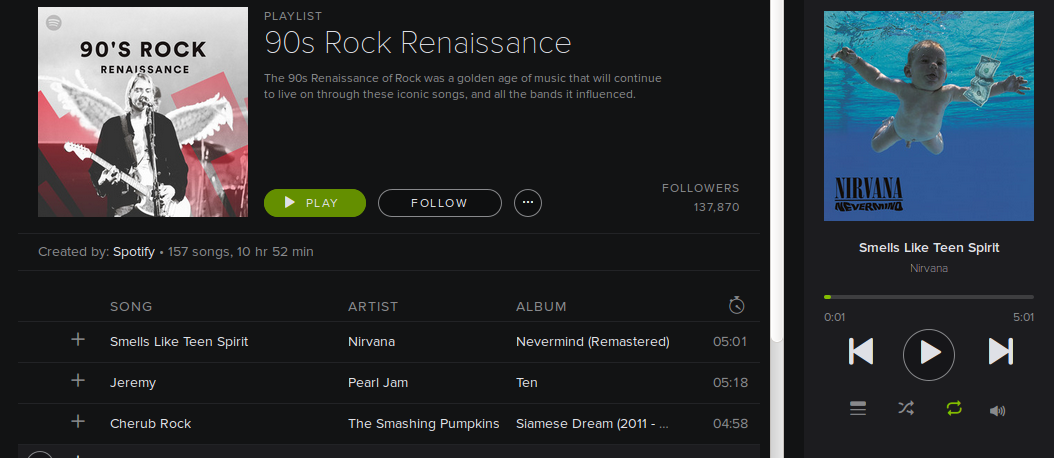 90'S ROCK
RENAISSANCE
PLAYLIST
90s Rock Renaissance
The 90s Renaissance of Rock was a golden age of music that will continue
to live on through these iconic songs, and all the bands it influenced.
PLAY
FOLLOW
FOLLOWERS
137,870
Created by: Spotify • 157 songs, 10 hr 52 min
SONG ARTIST ALBUM
Smells Like Teen Spirit Nirvana Nevermind (Remastered) 05:01
Jeremy Pearl Jam Ten 05:18
Cherub Rock The Smashing Pumpkins Siamese Dream (2011 - ... 04:58
NIRVANA
NEVERMIND
Smells Like Teen Spirit
Nirvana
0:01 5:01